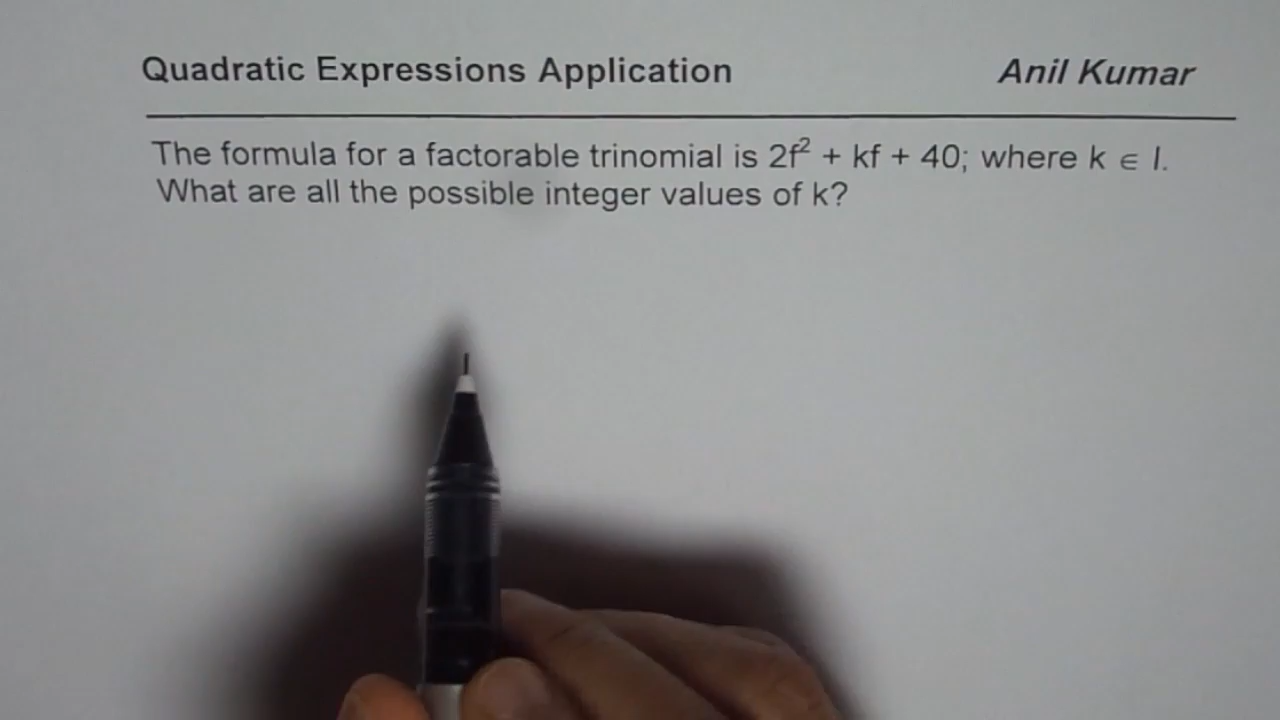 Quadratic Expressions Application Anil Kumar
The formula for a factorable trinomial is 2f² + kf + 40; where k ∈ I.
What are all the possible integer values of k?